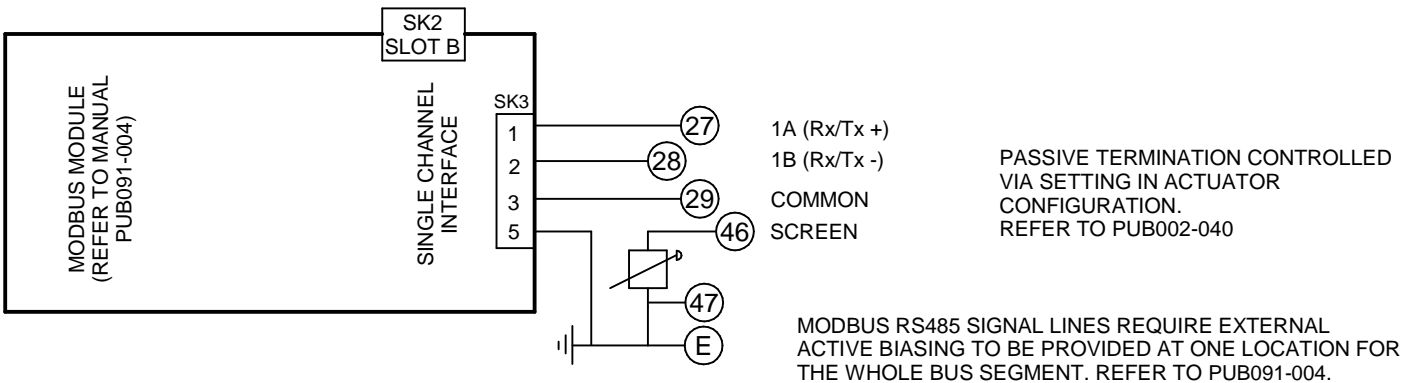 SK2
SLOT B
MODBUS MODULE
(REFER TO MANUAL
PUB091-004)
SINGLE CHANNEL
INTERFACE
SK3
1
2
3
5
27
28
29
46
47
E
1A (Rx/Tx +)
1B (Rx/Tx -)
COMMON
SCREEN
PASSIVE TERMINATION CONTROLLED
VIA SETTING IN ACTUATOR
CONFIGURATION.
REFER TO PUB002-040
MODBUS RS485 SIGNAL LINES REQUIRE EXTERNAL
ACTIVE BIASING TO BE PROVIDED AT ONE LOCATION FOR
THE WHOLE BUS SEGMENT. REFER TO PUB091-004.